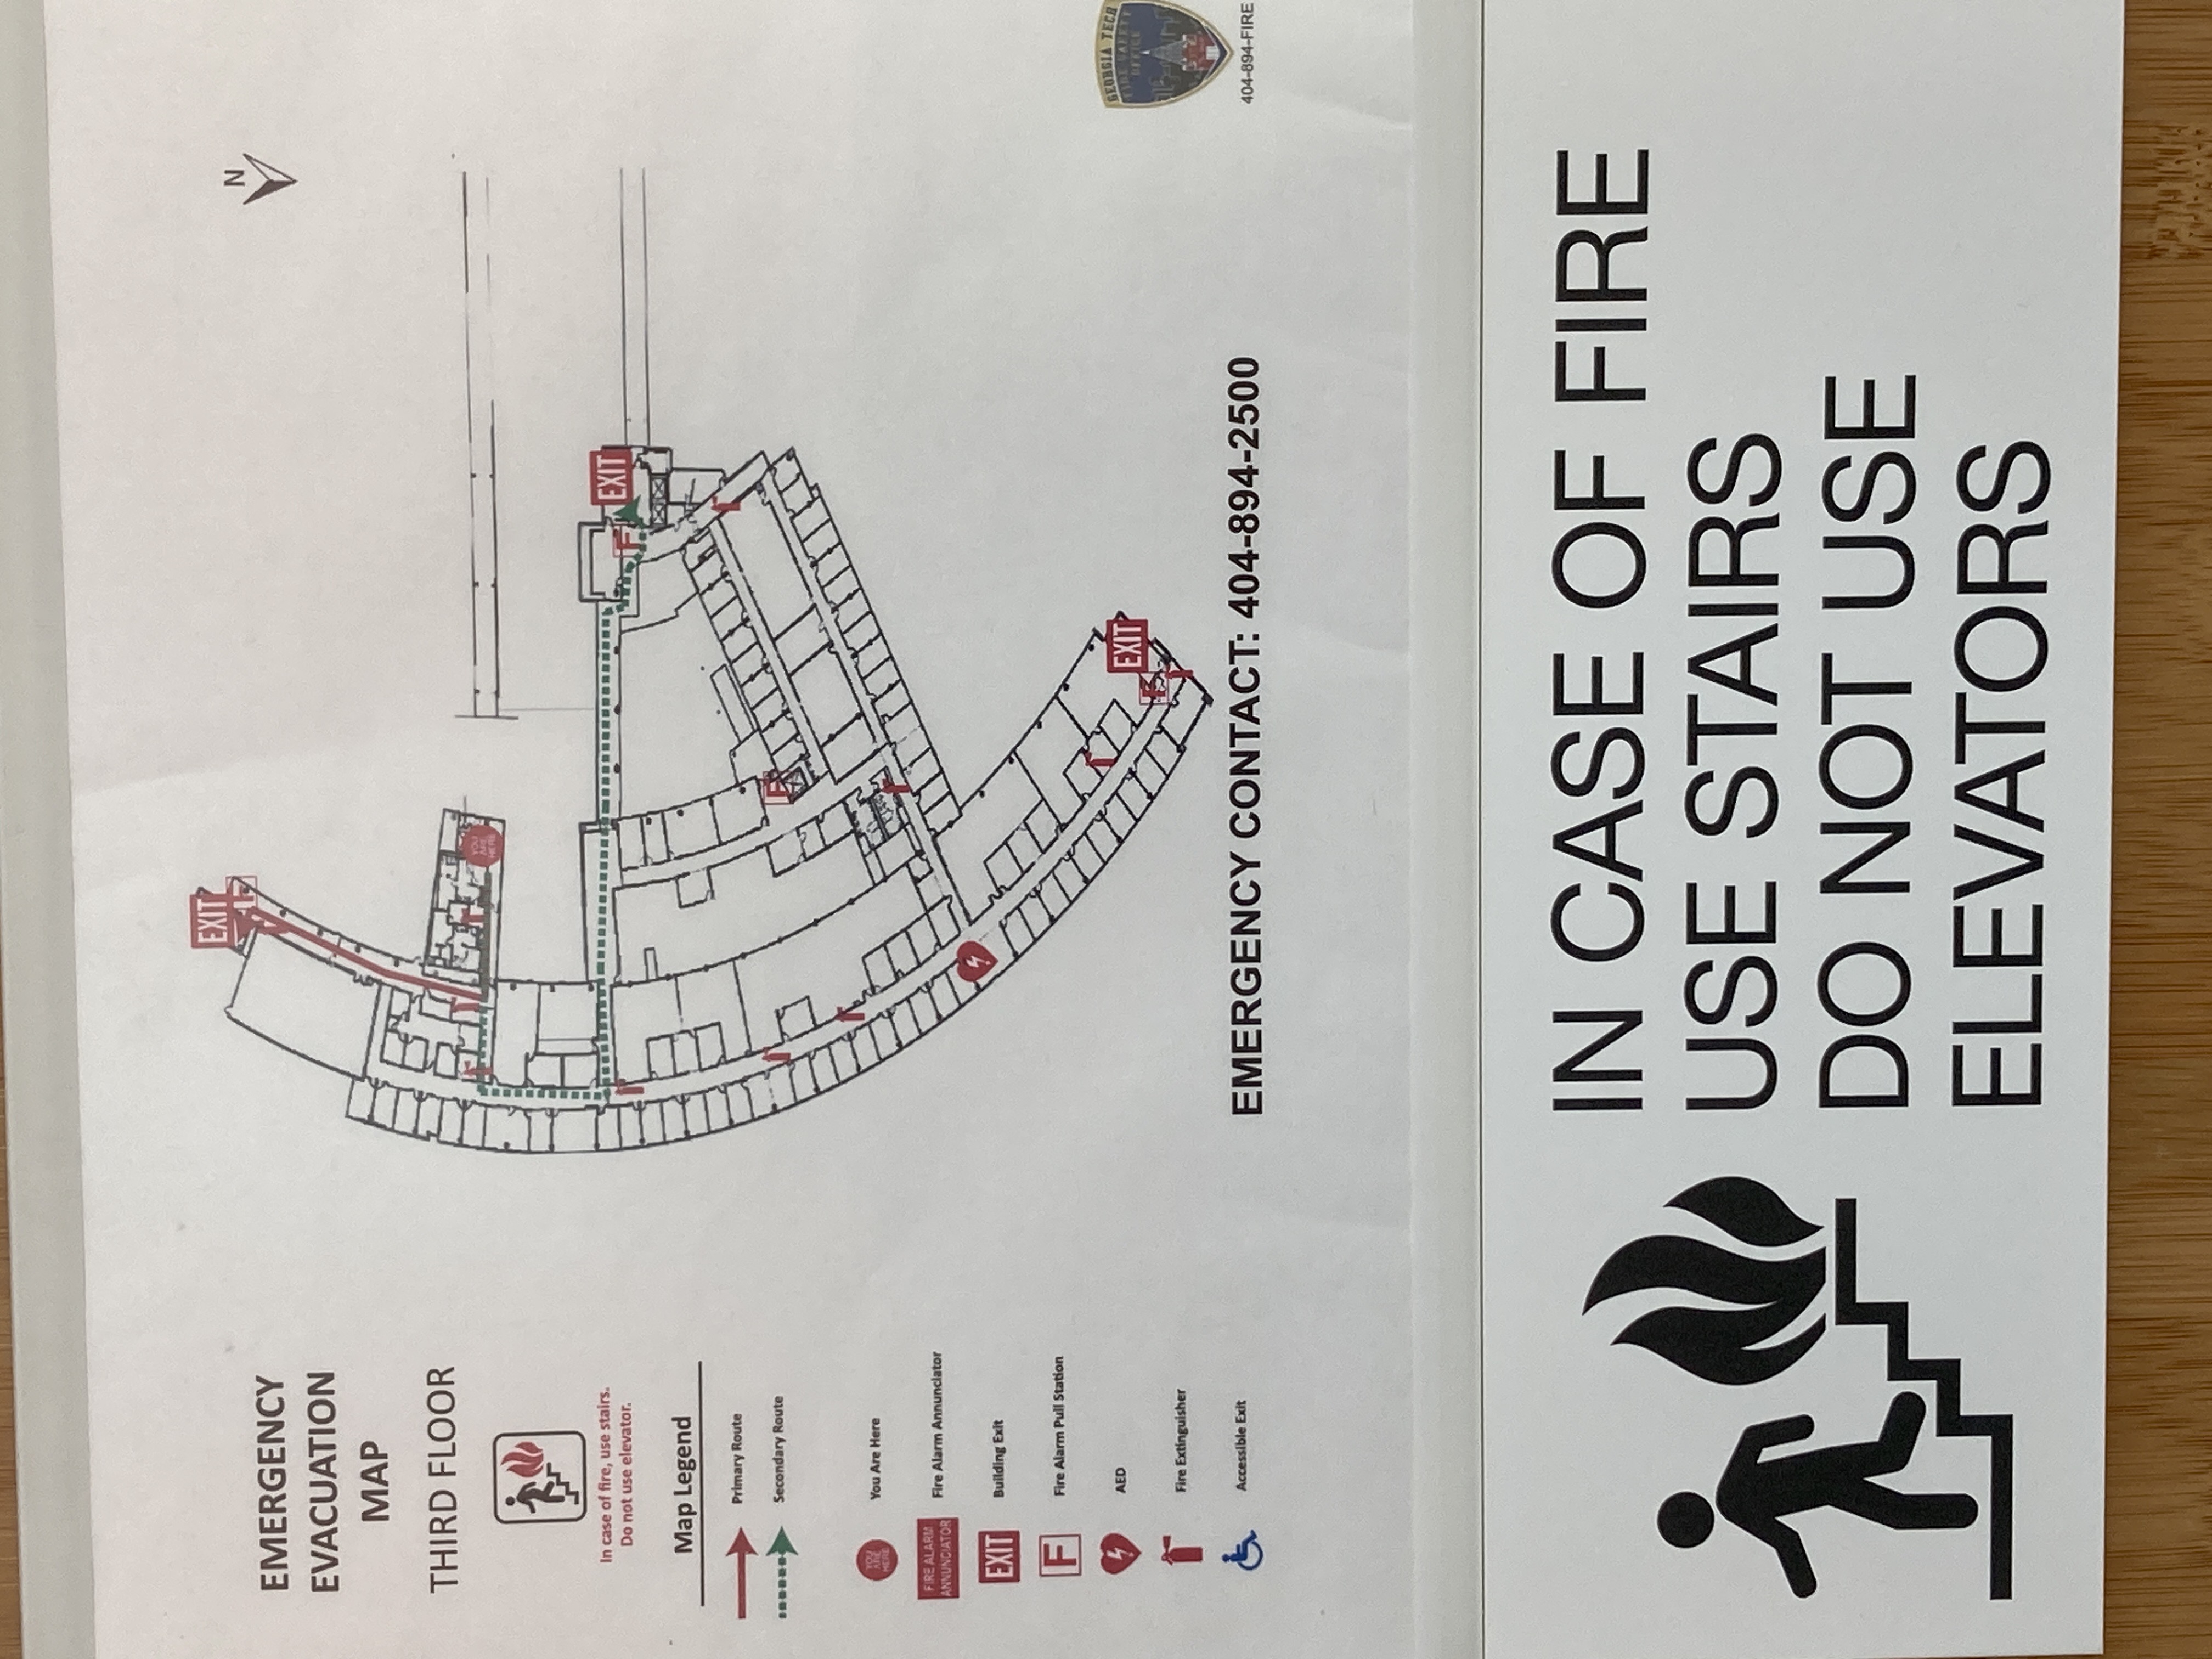 EMERGENCY
EVACUATION
MAP
THIRD FLOOR
In case of fire, use stairs.
Do not use elevator.
Map Legend
Primary Route
Secondary Route
YOU
ARE
HERE
You Are Here
FIRE ALARM
ANNUNCIATOR
Fire Alarm Annunciator
EXIT
Building Exit
F
Fire Alarm Pull Station
AED
Fire Extinguisher
Accessible Exit
EXIT
F
N
YOU
ARE
HERE
F
EXIT
F
EXIT
F
EMERGENCY CONTACT: 404-894-2500
GEORGIA TECH
FIRE SAFETY
OFFICE
404-894-FIRE
IN CASE OF FIRE
USE STAIRS
DO NOT USE
ELEVATORS